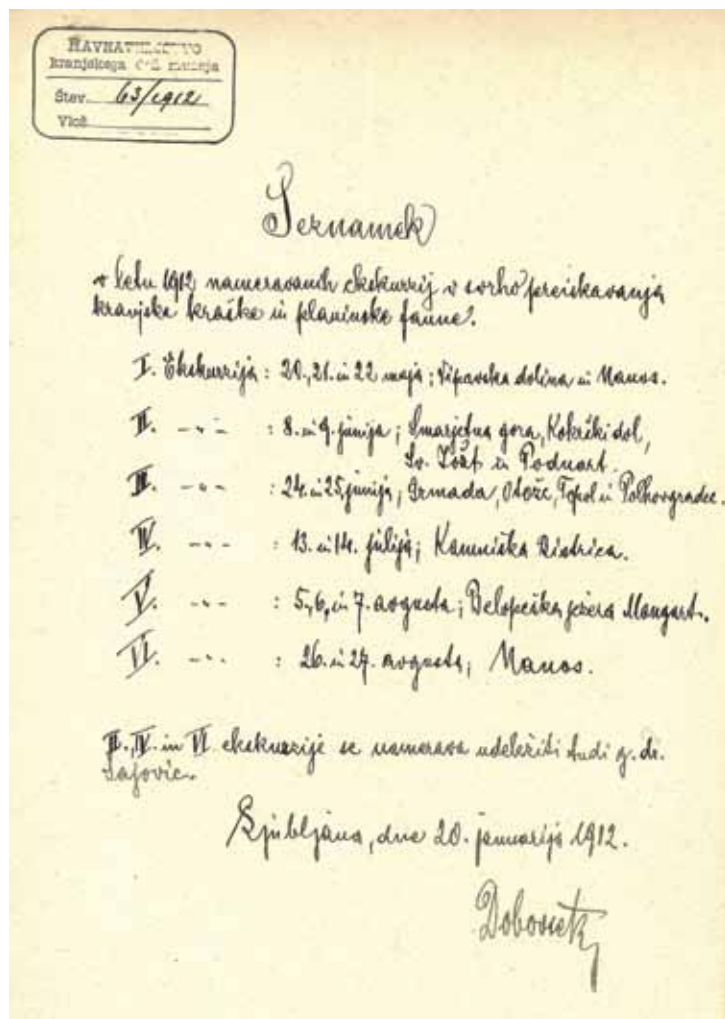 RAVNATELJSTVO
kranjskega dež. muzeja
Štev. 63/1912
Vlož.
Seznamek
v letu 1912 nameravanih ekskurzij v svrho preiskavanja
kranjske kraške in planinske faune.
I. Ekskurzija : 20., 21. in 22 maja ; Vipavska dolina in Nanos.
II. -„- : 8. in 9. junija ; Šmarjetna gora, Kokrški dol,
Sv. Jošt in Podnart.
III. -„- : 24. in 25. junija ; Grmada, Otože, Topol in Polhovgradec.
IV. -„- : 13. in 14. julija ; Kamniška Bistrica.
V. -„- : 5., 6., in 7. avgusta ; Belopeška jezera Mangart.
VI. -„- : 26. in 27. avgusta ; Nanos.
II., IV. in VI ekskurzije se namerava udeležiti tudi g. dr.
Sajovic.
Ljubljana, dne 20. januarija 1912.